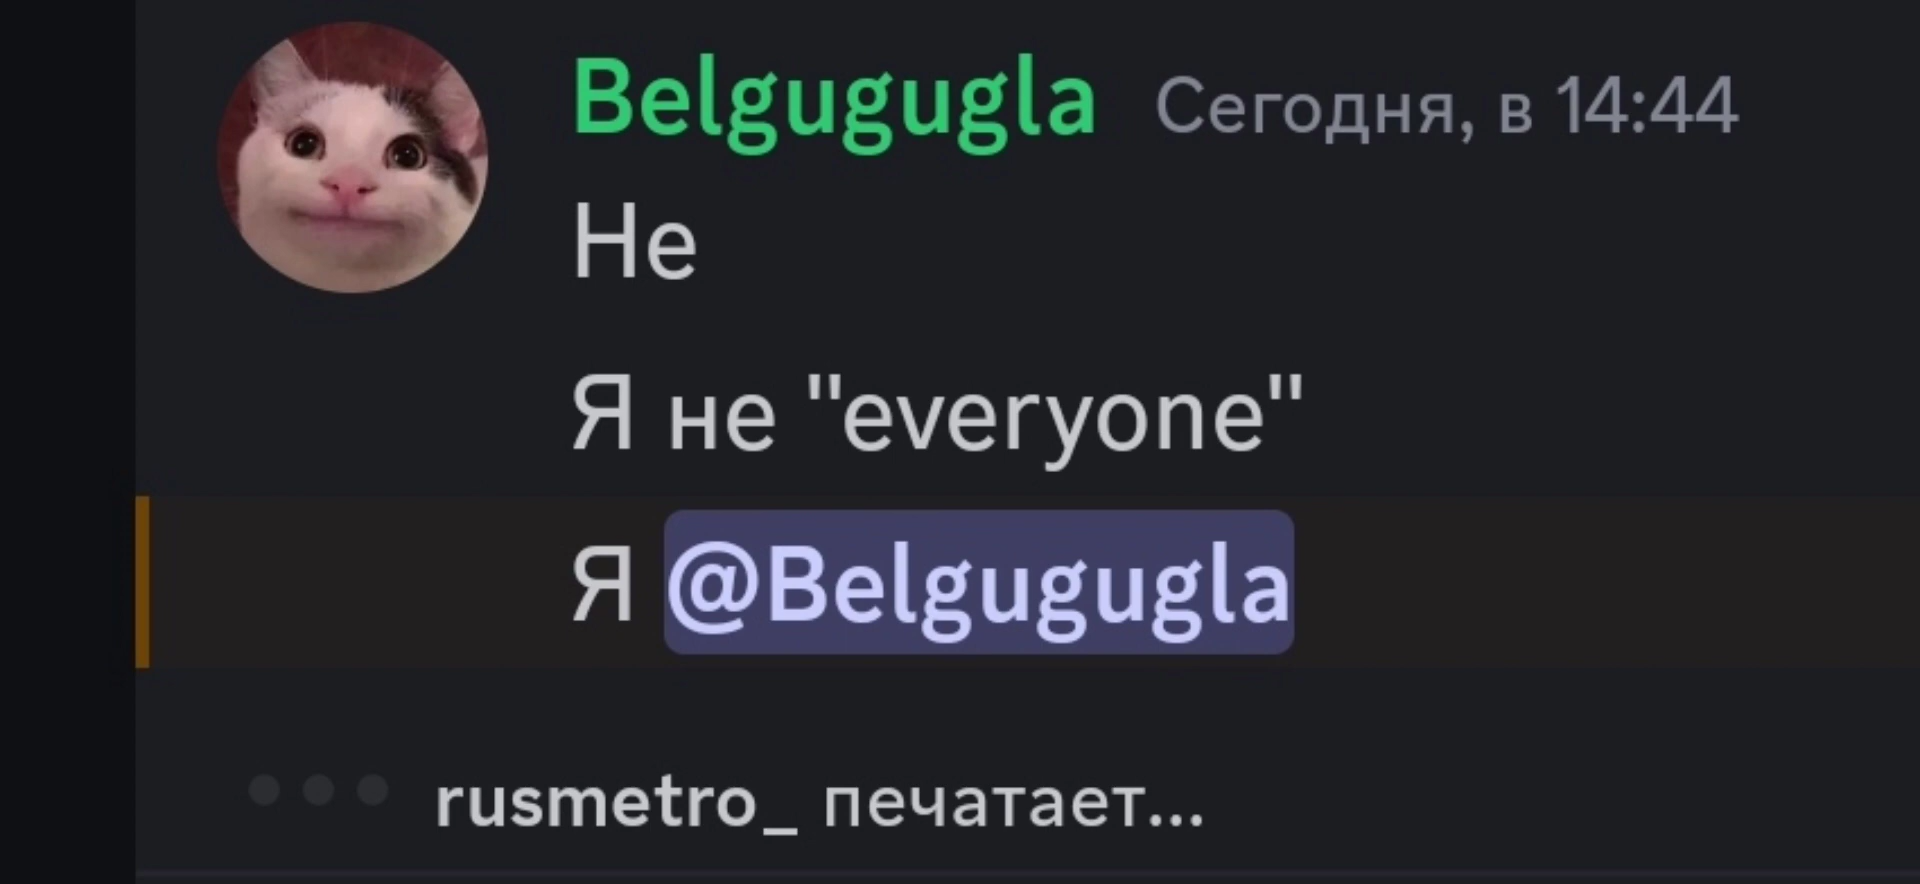 Belgugugla Сегодня, в 14:44
Не
Я не "everyone"
Я @Belgugugla
rusmetro_ печатает...